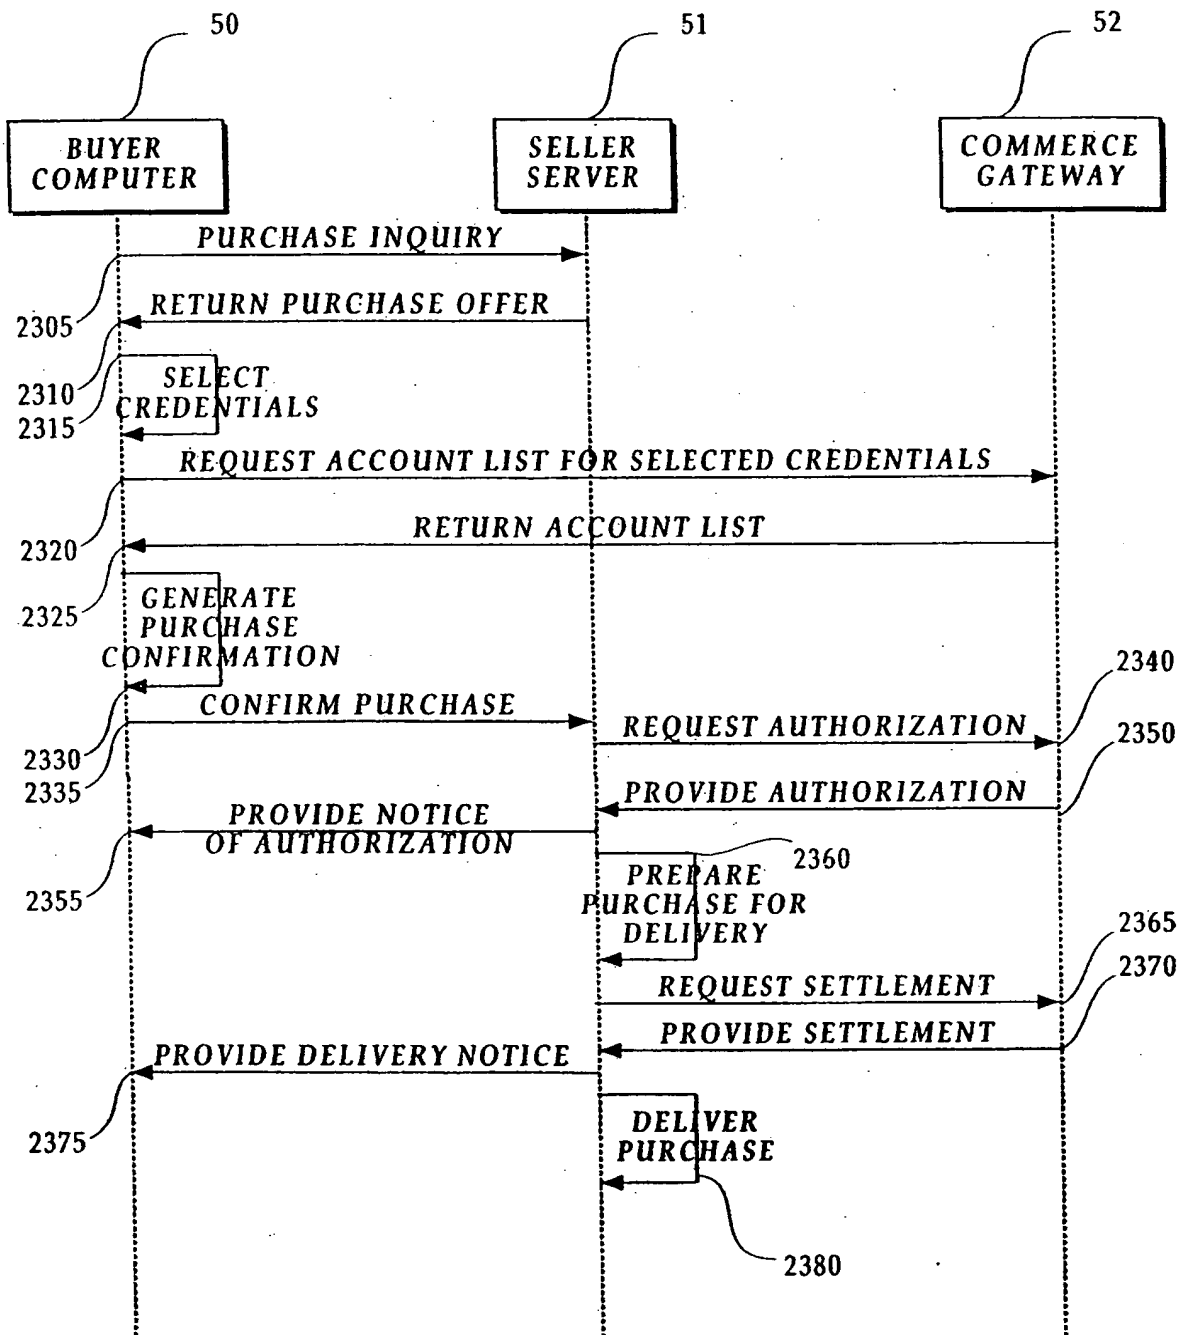 50
51
52
BUYER
COMPUTER
SELLER
SERVER
COMMERCE
GATEWAY
PURCHASE INQUIRY
2305
RETURN PURCHASE OFFER
2310
SELECT
CREDENTIALS
2315
REQUEST ACCOUNT LIST FOR SELECTED CREDENTIALS
2320
RETURN ACCOUNT LIST
2325
GENERATE
PURCHASE
CONFIRMATION
2330
CONFIRM PURCHASE
2335
REQUEST AUTHORIZATION
2340
PROVIDE AUTHORIZATION
2350
PROVIDE NOTICE
OF AUTHORIZATION
2355
2360
PREPARE
PURCHASE FOR
DELIVERY
REQUEST SETTLEMENT
2365
PROVIDE SETTLEMENT
2370
PROVIDE DELIVERY NOTICE
2375
DELIVER
PURCHASE
2380